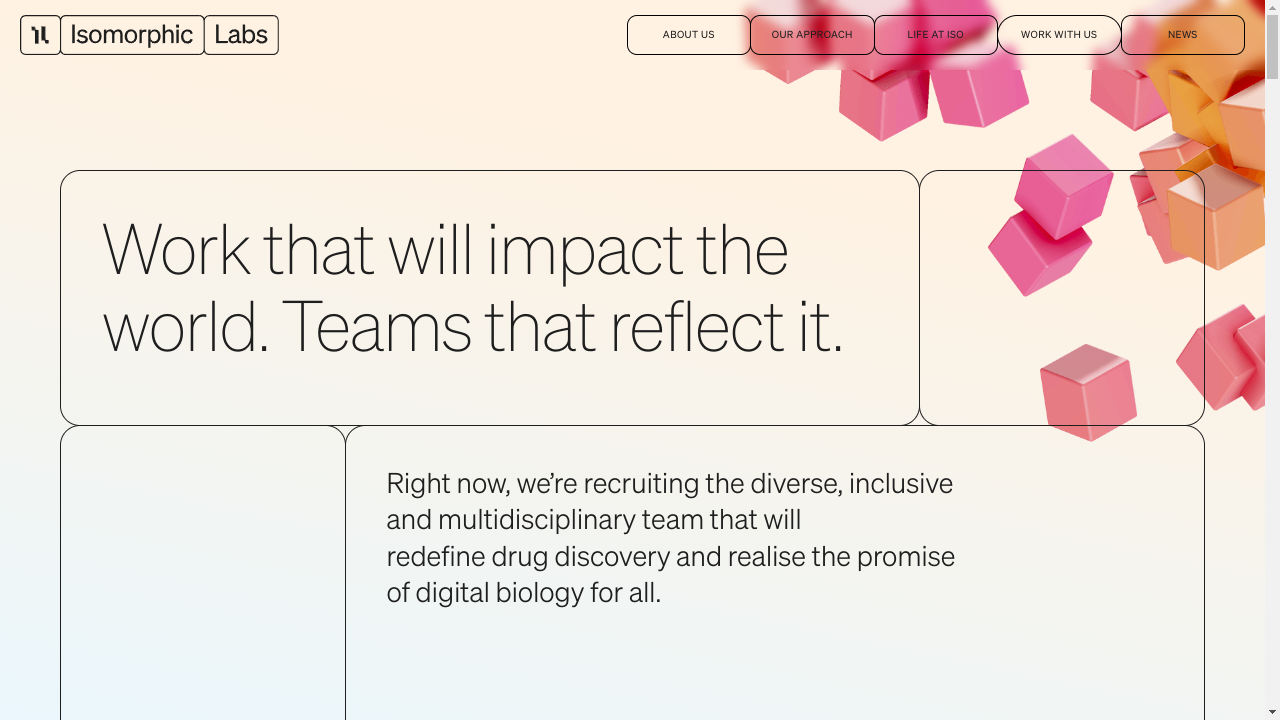 Isomorphic Labs
ABOUT US
OUR APPROACH
LIFE AT ISO
WORK WITH US
NEWS
Work that will impact the
world. Teams that reflect it.
Right now, we’re recruiting the diverse, inclusive
and multidisciplinary team that will
redefine drug discovery and realise the promise
of digital biology for all.